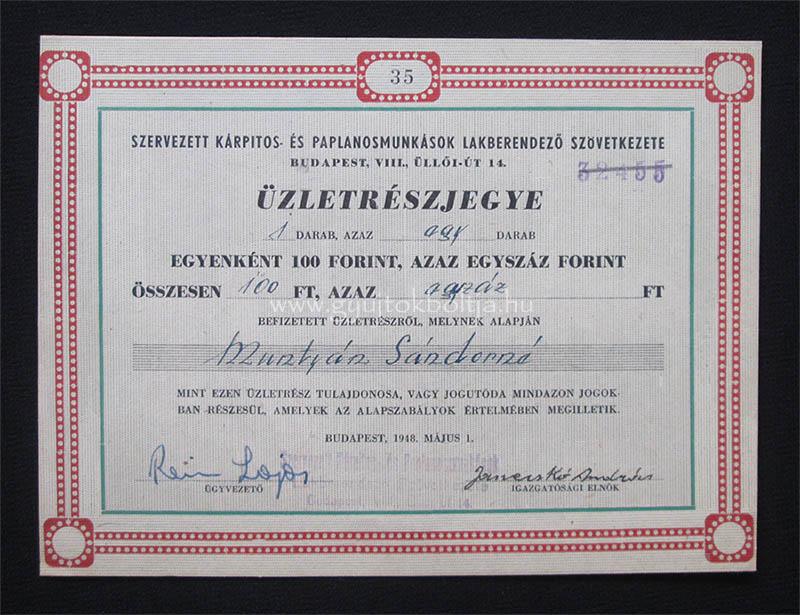 35
SZERVEZETT KÁRPITOS- ÉS PAPLANOSMUNKÁSOK LAKBERENDEZŐ SZÖVETKEZETE
BUDAPEST, VIII., ÜLLŐI-ÚT 14.
32455
ÜZLETRÉSZJEGYE
1 DARAB, AZAZ egy DARAB
EGYENKÉNT 100 FORINT, AZAZ EGYSZÁZ FORINT
ÖSSZESEN 100 FT, AZAZ egyszáz FT
www.gyujtokboltja.hu
BEFIZETETT ÜZLETRÉSZRŐL, MELYNEK ALAPJÁN
Muntyán Sándorné
MINT EZEN ÜZLETRÉSZ TULAJDONOSA, VAGY JOGUTÓDA MINDAZON JOGOK-
BAN RÉSZESÜL, AMELYEK AZ ALAPSZABÁLYOK ÉRTELMÉBEN MEGILLETIK.
BUDAPEST, 1948. MÁJUS 1.
Rein Lajos
ÜGYVEZETŐ
Jancskó András
IGAZGATÓSÁGI ELNÖK